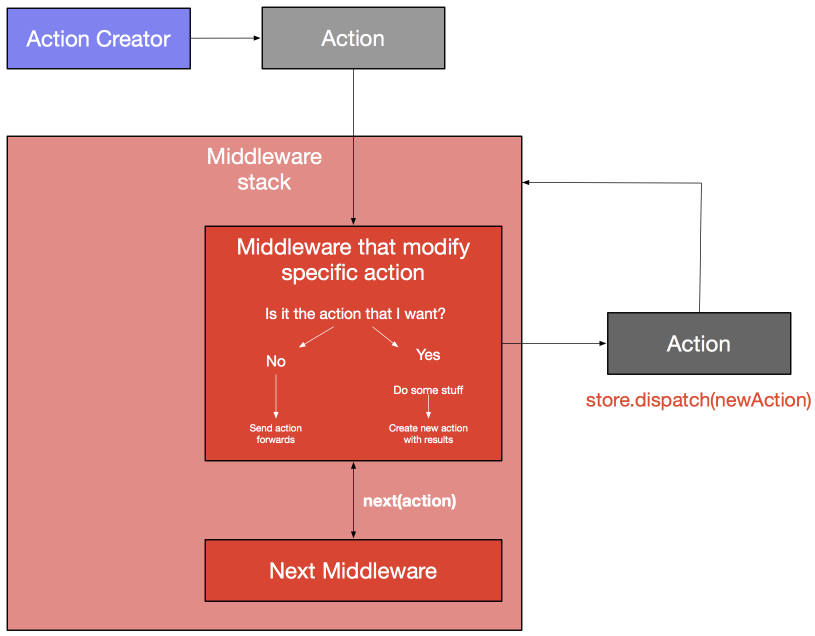 Action Creator
Action
Middleware
stack
Middleware that modify
specific action
Is it the action that I want?
No
Yes
Do some stuff
Send action
forwards
Create new action
with results
Action
store.dispatch(newAction)
next(action)
Next Middleware